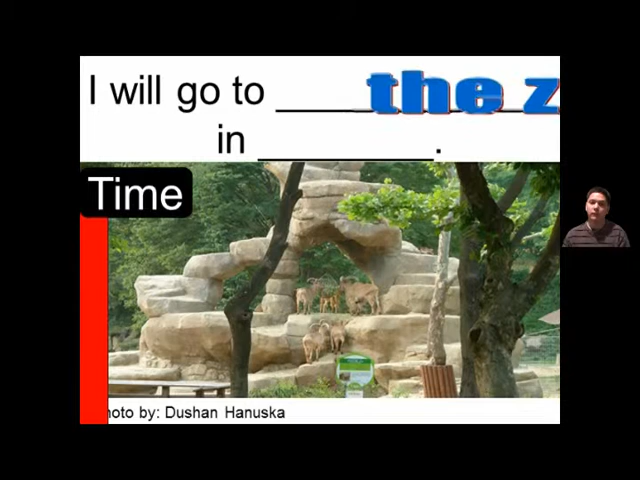 I will go to ________ the z
in ________.
Time
hoto by: Dushan Hanuska